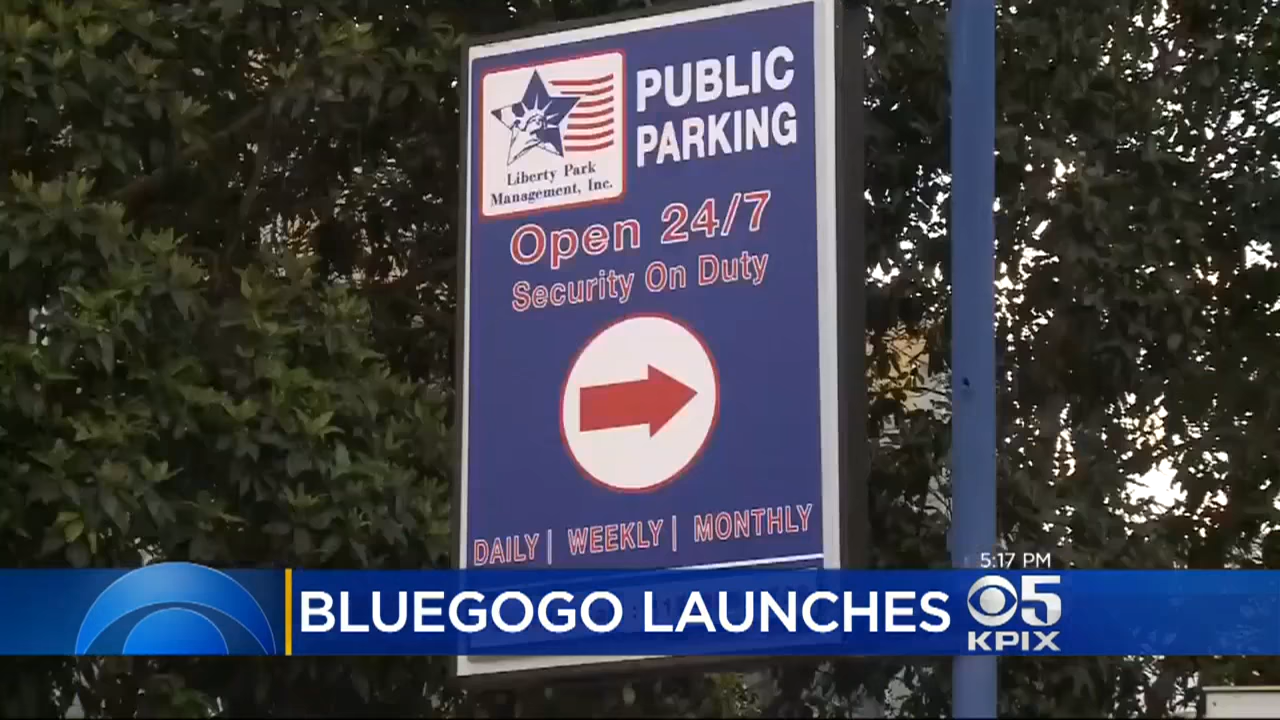 PUBLIC
PARKING
Liberty Park
Management, Inc.
Open 24/7
Security On Duty
DAILY | WEEKLY | MONTHLY
5:17 PM
BLUEGOGO LAUNCHES
5
KPIX